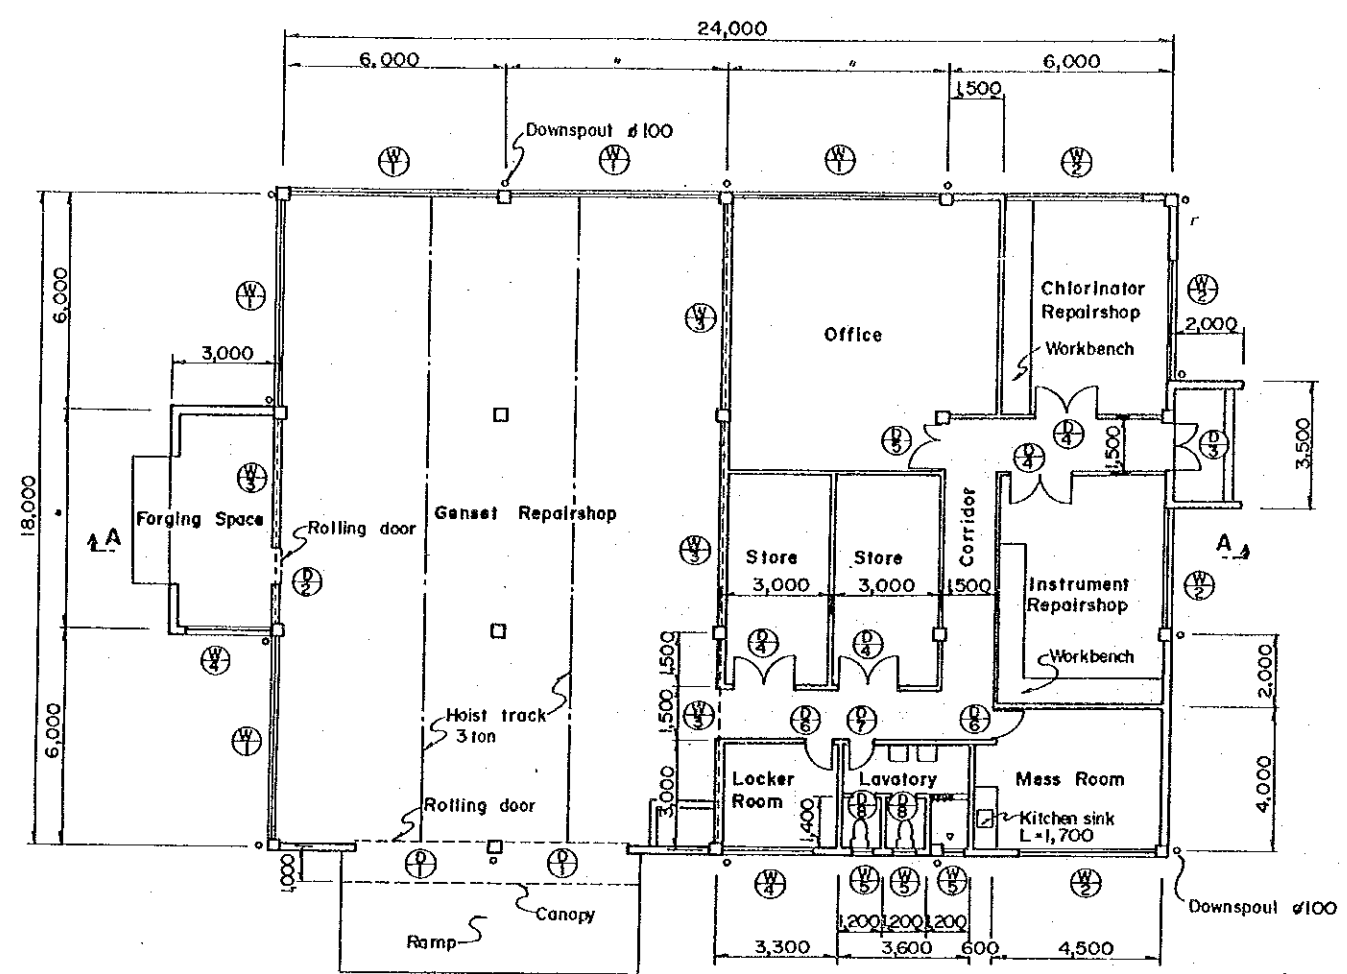 24,000
6,000
"
"
6,000
1,500
Downspout ø100
W
1
W
1
W
1
W
2
r
6,000
W
1
W
3
Chlorinator
Repairshop
W
2
2,000
3,000
Office
Workbench
D
5
D
4
1,500
D
3
3,500
D
4
W
3
18,000
"
Forging Space
Rolling door
Genset Repairshop
A
A
W
3
Store
Store
Corridor
D
2
3,000
3,000
1,500
Instrument
Repairshop
W
2
W
4
1,500
D
4
D
4
Workbench
2,000
6,000
W
1
Hoist track
3 ton
1,500
W
3
D
6
D
7
D
6
Rolling door
3,000
Locker
Room
Lavatory
Mess Room
4,000
1,400
D
8
D
8
Kitchen sink
L=1,700
1,000
D
1
D
1
W
4
W
5
W
5
W
5
W
2
Canopy
Downspout ø100
Ramp
1,200
1,200
1,200
3,300
3,600
600
4,500